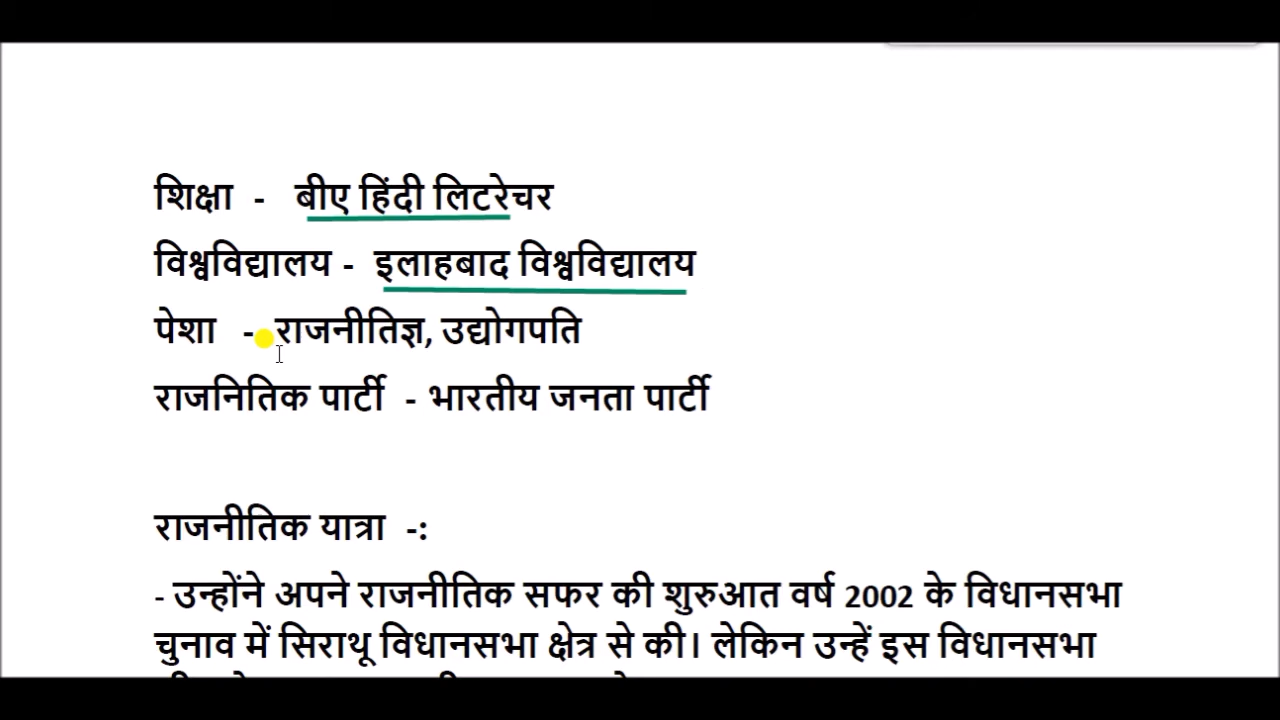 शिक्षा - बीए हिंदी लिटरेचर
विश्वविद्यालय - इलाहबाद विश्वविद्यालय
पेशा - राजनीतिज्ञ, उद्योगपति
राजनितिक पार्टी - भारतीय जनता पार्टी
राजनीतिक यात्रा -:
- उन्होंने अपने राजनीतिक सफर की शुरुआत वर्ष 2002 के विधानसभा
चुनाव में सिराथू विधानसभा क्षेत्र से की। लेकिन उन्हें इस विधानसभा